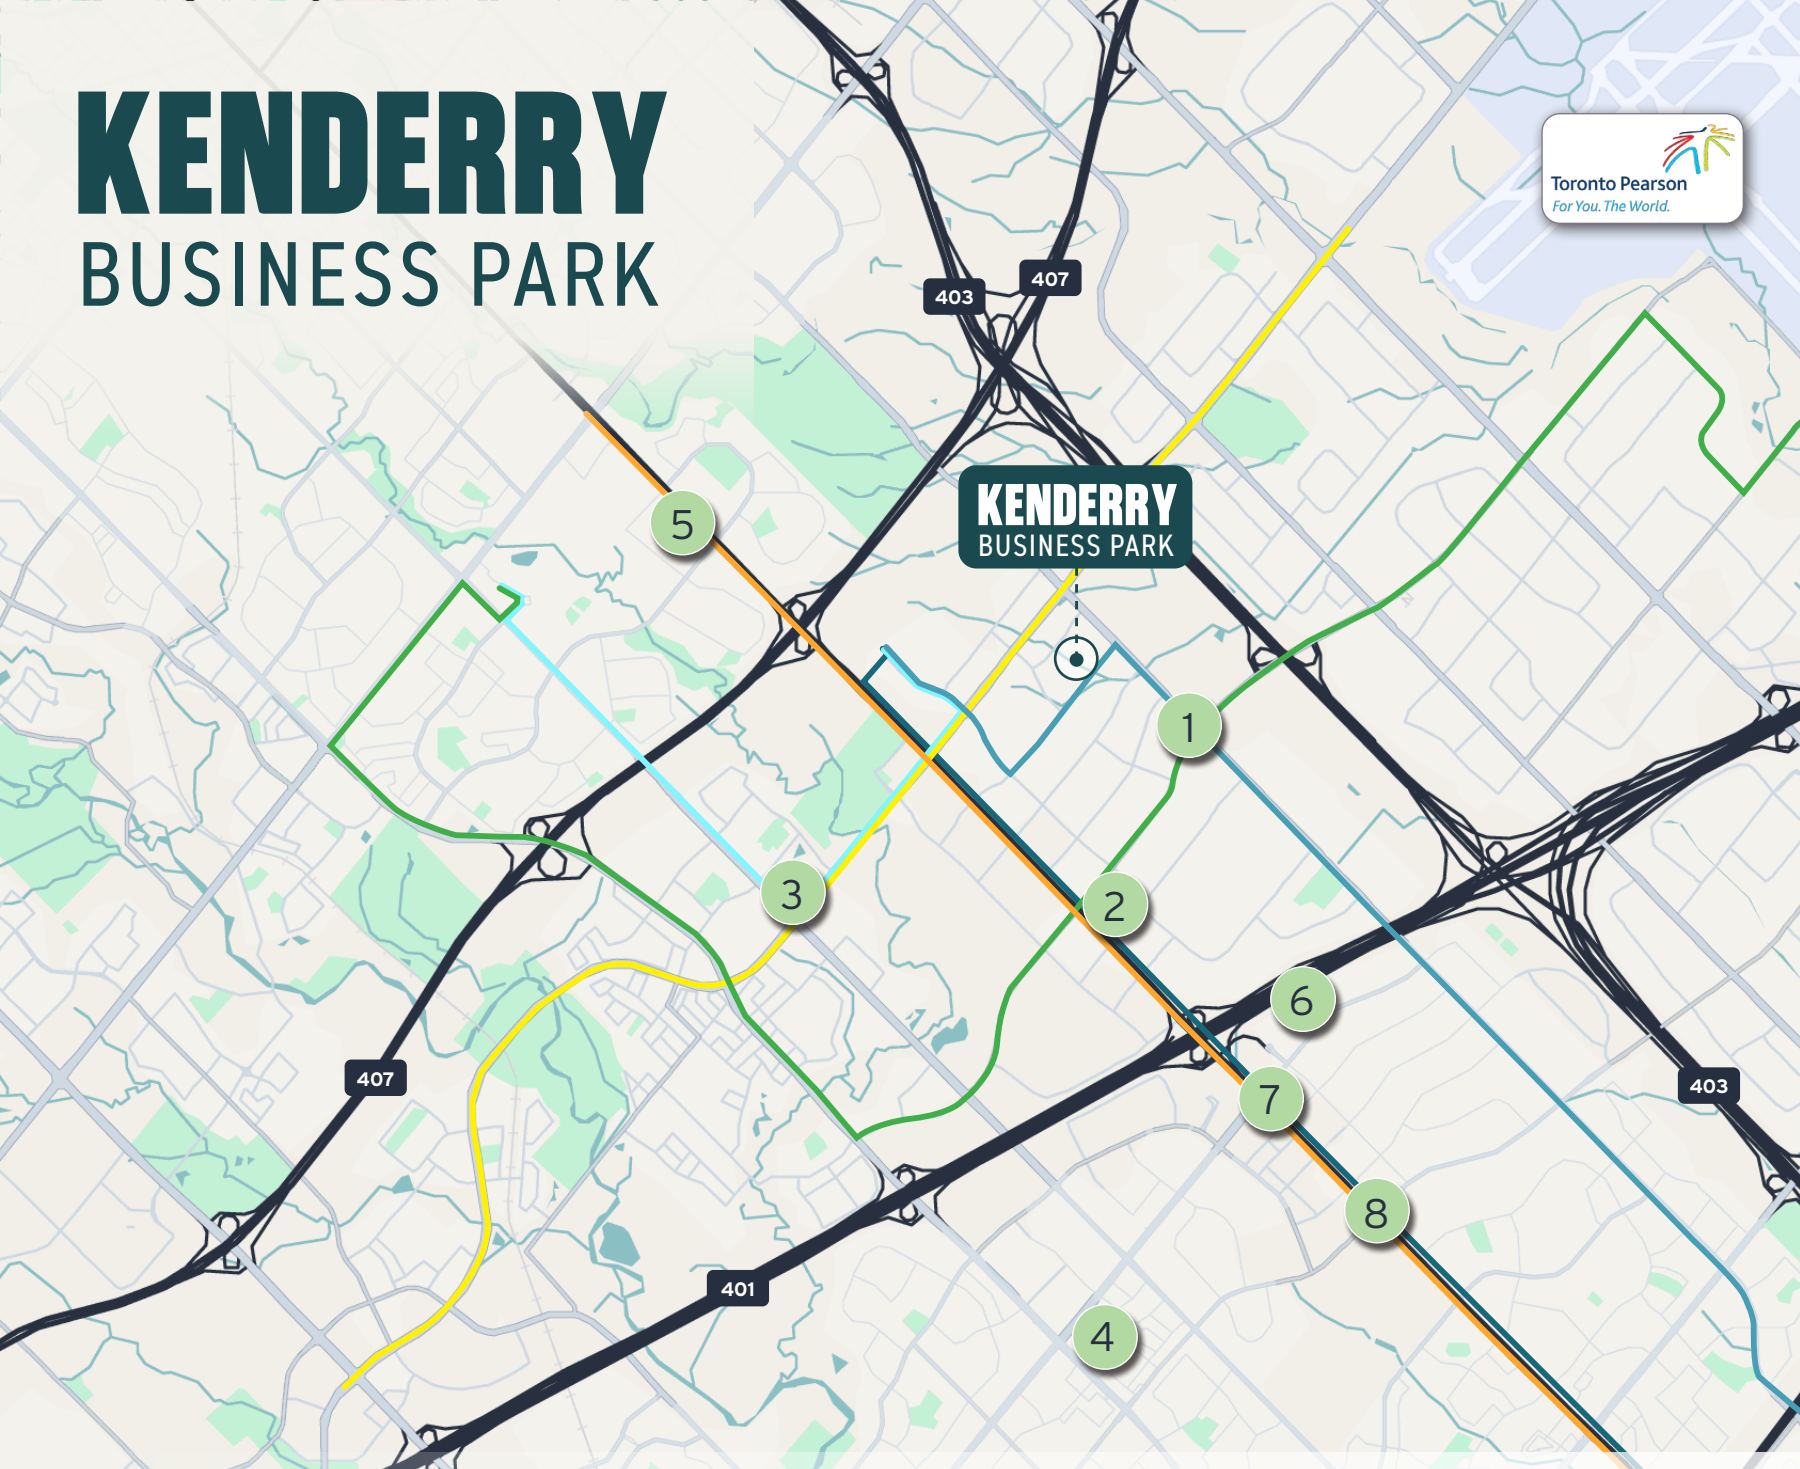 KENDERRY
BUSINESS PARK
Toronto Pearson
For You. The World.
407
403
KENDERRY
BUSINESS PARK
5
1
3
2
6
407
403
7
8
401
4